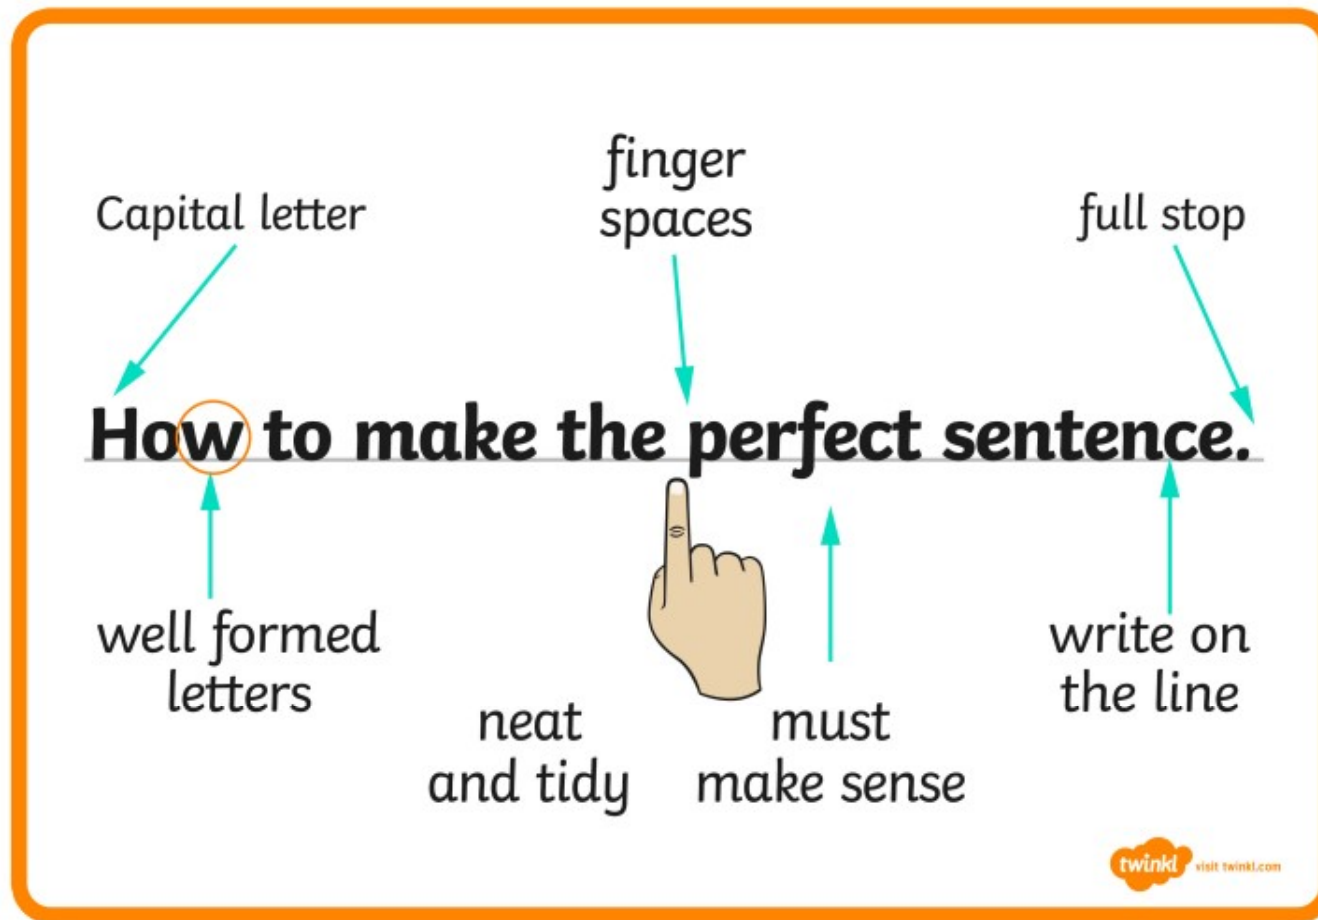 finger
spaces
Capital letter
full stop
How to make the perfect sentence.
well formed
letters
neat
and tidy
must
make sense
write on
the line
twinkl visit twinkl.com